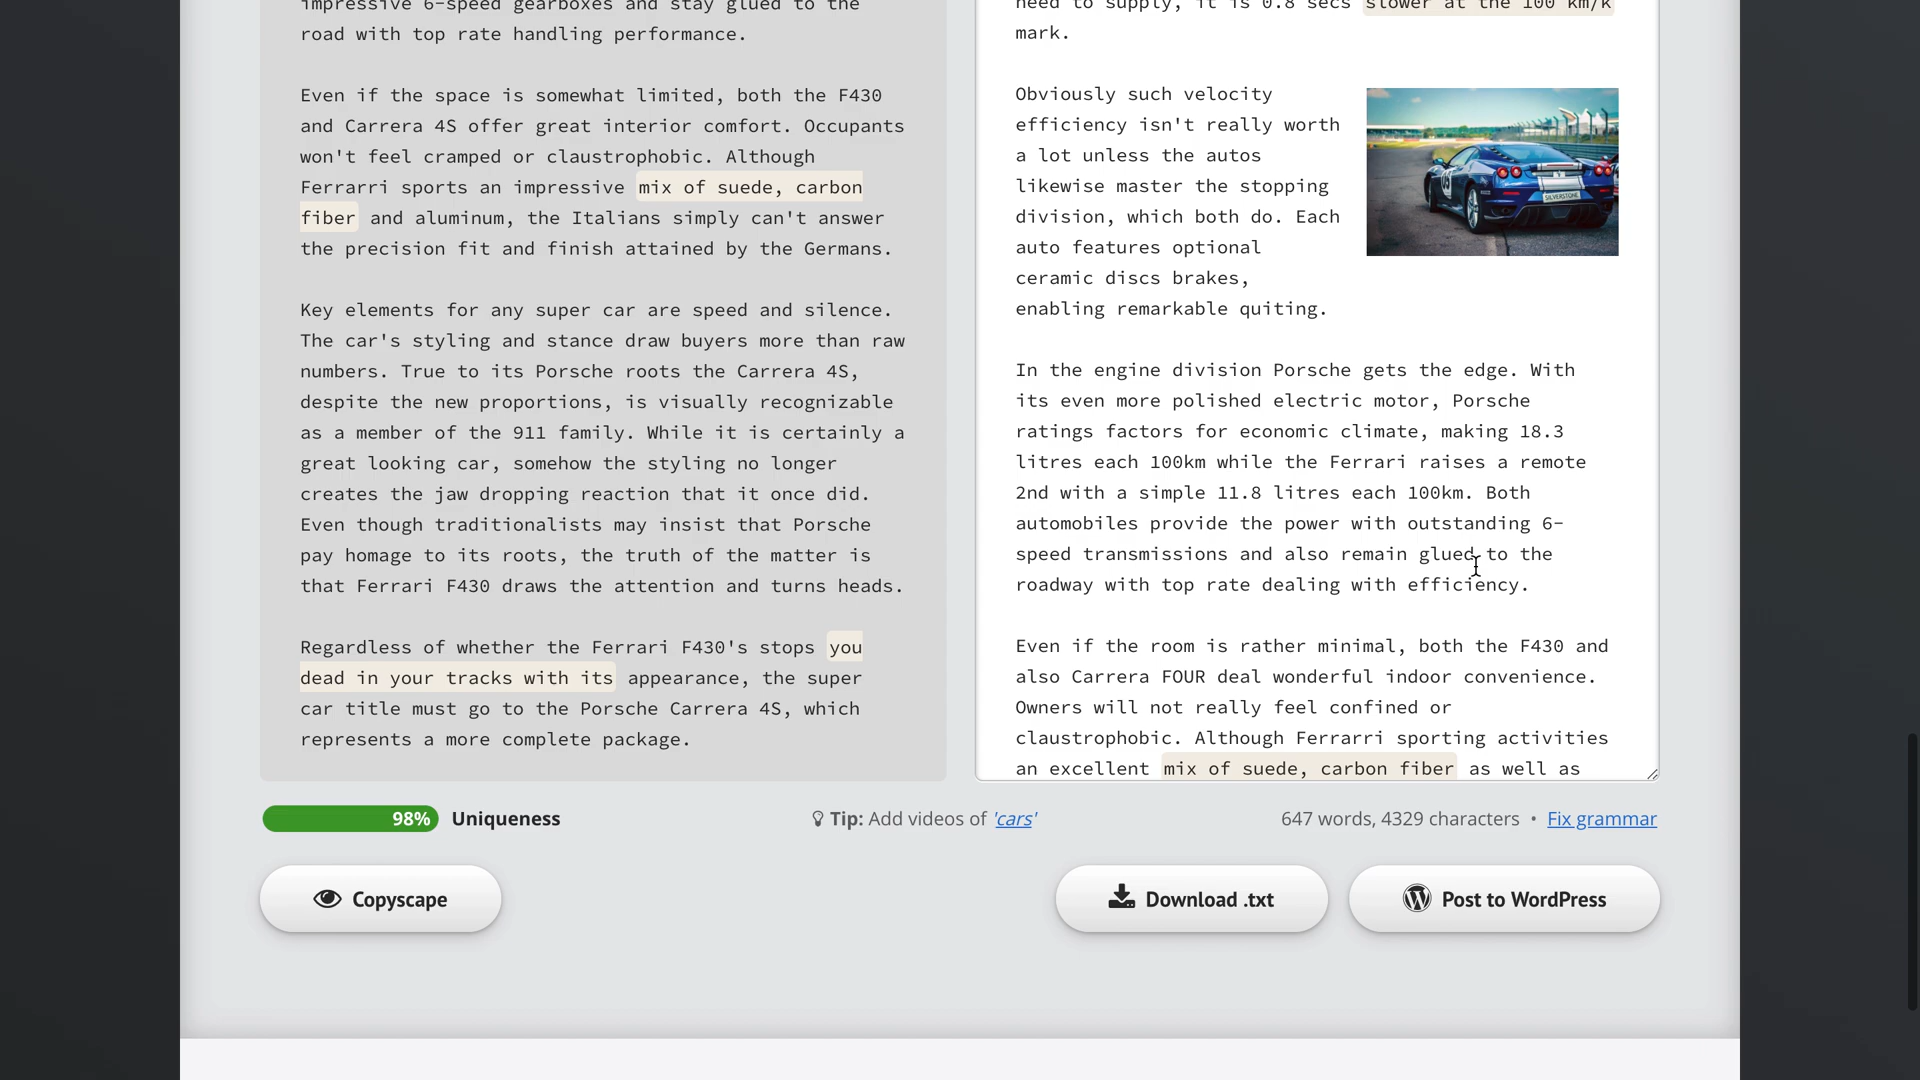 impressive 6-speed gearboxes and stay glued to the
road with top rate handling performance.
Even if the space is somewhat limited, both the F430
and Carrera 4S offer great interior comfort. Occupants
won't feel cramped or claustrophobic. Although
Ferrarri sports an impressive mix of suede, carbon
fiber and aluminum, the Italians simply can't answer
the precision fit and finish attained by the Germans.
Key elements for any super car are speed and silence.
The car's styling and stance draw buyers more than raw
numbers. True to its Porsche roots the Carrera 4S,
despite the new proportions, is visually recognizable
as a member of the 911 family. While it is certainly a
great looking car, somehow the styling no longer
creates the jaw dropping reaction that it once did.
Even though traditionalists may insist that Porsche
pay homage to its roots, the truth of the matter is
that Ferrari F430 draws the attention and turns heads.
Regardless of whether the Ferrari F430's stops you
dead in your tracks with its appearance, the super
car title must go to the Porsche Carrera 4S, which
represents a more complete package.
need to supply, it is 0.8 secs slower at the 100 km/k
mark.
Obviously such velocity
efficiency isn't really worth
a lot unless the autos
likewise master the stopping
division, which both do. Each
auto features optional
ceramic discs brakes,
enabling remarkable quiting.
05
SILVERSTONE
In the engine division Porsche gets the edge. With
its even more polished electric motor, Porsche
ratings factors for economic climate, making 18.3
litres each 100km while the Ferrari raises a remote
2nd with a simple 11.8 litres each 100km. Both
automobiles provide the power with outstanding 6-
speed transmissions and also remain glued to the
roadway with top rate dealing with efficiency.
Even if the room is rather minimal, both the F430 and
also Carrera FOUR deal wonderful indoor convenience.
Owners will not really feel confined or
claustrophobic. Although Ferrarri sporting activities
an excellent mix of suede, carbon fiber as well as
98% Uniqueness
Tip: Add videos of 'cars'
647 words, 4329 characters • Fix grammar
Copyscape
Download .txt
Post to WordPress